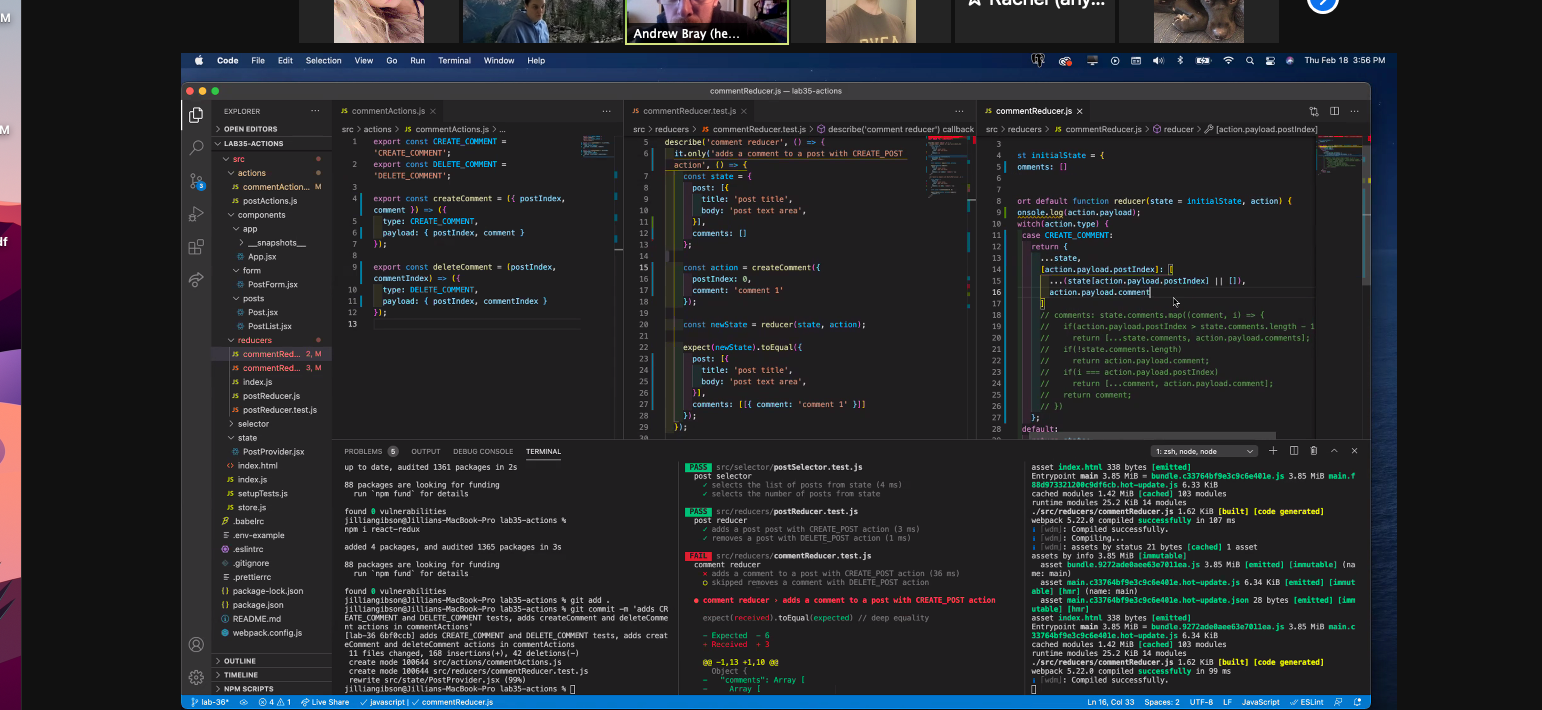 M
M
df
Andrew Bray (he...
Rachel (any...
Code File Edit Selection View Go Run Terminal Window Help
Thu Feb 18 3:56 PM
commentReducer.js — lab35-actions
EXPLORER
OPEN EDITORS
LAB35-ACTIONS
src
actions
commentAction... M
postActions.js
components
app
__snapshots__
App.jsx
form
PostForm.jsx
posts
Post.jsx
PostList.jsx
reducers
commentRed... 2, M
commentRed... 3, M
index.js
postReducer.js
postReducer.test.js
selector
state
PostProvider.jsx
index.html
index.js
setupTests.js
store.js
.babelrc
.env-example
.eslintrc
.gitignore
.prettierrc
package-lock.json
package.json
README.md
webpack.config.js
OUTLINE
TIMELINE
NPM SCRIPTS
3
JS commentActions.js
src > actions > JS commentActions.js > ...
1 export const CREATE_COMMENT =
'CREATE_COMMENT';
2 export const DELETE_COMMENT =
'DELETE_COMMENT';
3
4 export const createComment = ({ postIndex,
comment }) => ({
5 type: CREATE_COMMENT,
6 payload: { postIndex, comment }
7 });
8
9 export const deleteComment = (postIndex,
commentIndex) => ({
10 type: DELETE_COMMENT,
11 payload: { postIndex, commentIndex }
12 });
13
JS commentReducer.test.js
src > reducers > JS commentReducer.test.js > describe('comment reducer') callback
5 describe('comment reducer', () => {
6 it.only('adds a comment to a post with CREATE_POST
action', () => {
7 const state = {
8 post: [{
9 title: 'post title',
10 body: 'post text area',
11 }],
12 comments: []
13 };
14
15 const action = createComment({
16 postIndex: 0,
17 comment: 'comment 1'
18 });
19
20 const newState = reducer(state, action);
21
22 expect(newState).toEqual({
23 post: [{
24 title: 'post title',
25 body: 'post text area',
26 }],
27 comments: [[{ comment: 'comment 1' }]]
28 });
29 });
30
JS commentReducer.js
src > reducers > JS commentReducer.js > reducer > [action.payload.postIndex]
3
4 st initialState = {
5 omments: []
6
7
8 ort default function reducer(state = initialState, action) {
9 onsole.log(action.payload);
10 witch(action.type) {
11 case CREATE_COMMENT:
12 return {
13 ...state,
14 [action.payload.postIndex]: [
15 ...(state[action.payload.postIndex] || []),
16 action.payload.comment
17 ]
18 // comments: state.comments.map((comment, i) => {
19 // if(action.payload.postIndex > state.comments.length - 1
20 // return [...state.comments, action.payload.comments];
21 // if(!state.comments.length)
22 // return action.payload.comment;
23 // if(i === action.payload.postIndex)
24 // return [...comment, action.payload.comment];
25 // return comment;
26 // })
27 };
28 default:
PROBLEMS 5 OUTPUT DEBUG CONSOLE TERMINAL
1: zsh, node, node
up to date, audited 1361 packages in 2s
88 packages are looking for funding
run `npm fund` for details
found 0 vulnerabilities
jilliangibson@Jillians-MacBook-Pro lab35-actions %
npm i react-redux
added 4 packages, and audited 1365 packages in 3s
88 packages are looking for funding
run `npm fund` for details
found 0 vulnerabilities
jilliangibson@Jillians-MacBook-Pro lab35-actions % git add .
jilliangibson@Jillians-MacBook-Pro lab35-actions % git commit -m 'adds CR
EATE_COMMENT and DELETE_COMMENT tests, adds createComment and deleteComme
nt actions in commentActions'
[lab-36 6bf0ccb] adds CREATE_COMMENT and DELETE_COMMENT tests, adds creat
eComment and deleteComment actions in commentActions
11 files changed, 168 insertions(+), 42 deletions(-)
create mode 100644 src/actions/commentActions.js
create mode 100644 src/reducers/commentReducer.test.js
rewrite src/state/PostProvider.jsx (99%)
jilliangibson@Jillians-MacBook-Pro lab35-actions %
PASS src/selector/postSelector.test.js
post selector
✓ selects the list of posts from state (4 ms)
✓ selects the number of posts from state
PASS src/reducers/postReducer.test.js
post reducer
✓ adds a post post with CREATE_POST action (3 ms)
✓ removes a post with DELETE_POST action (1 ms)
FAIL src/reducers/commentReducer.test.js
comment reducer
✕ adds a comment to a post with CREATE_POST action (36 ms)
○ skipped removes a comment with DELETE_POST action
● comment reducer › adds a comment to a post with CREATE_POST action
expect(received).toEqual(expected) // deep equality
- Expected - 6
+ Received + 3
@@ -1,13 +1,10 @@
Object {
- "comments": Array [
- Array [
asset index.html 338 bytes [emitted]
Entrypoint main 3.85 MiB = bundle.c33764bf9e3c9c6e401e.js 3.85 MiB main.f
88d973321200c9df6cb.hot-update.js 6.33 KiB
cached modules 1.42 MiB [cached] 103 modules
runtime modules 25.2 KiB 14 modules
./src/reducers/commentReducer.js 1.62 KiB [built] [code generated]
webpack 5.22.0 compiled successfully in 107 ms
i [wdm]: Compiled successfully.
i [wdm]: Compiling...
i [wdm]: assets by status 21 bytes [cached] 1 asset
assets by info 3.85 MiB [immutable]
asset bundle.9272ade0aee63e7011ea.js 3.85 MiB [emitted] [immutable] (na
me: main)
asset main.c33764bf9e3c9c6e401e.hot-update.js 6.34 KiB [emitted] [immut
able] [hmr] (name: main)
asset main.c33764bf9e3c9c6e401e.hot-update.json 28 bytes [emitted] [imm
utable] [hmr]
asset index.html 338 bytes [emitted]
Entrypoint main 3.85 MiB = bundle.9272ade0aee63e7011ea.js 3.85 MiB main.c
33764bf9e3c9c6e401e.hot-update.js 6.34 KiB
cached modules 1.42 MiB [cached] 103 modules
runtime modules 25.2 KiB 14 modules
./src/reducers/commentReducer.js 1.62 KiB [built] [code generated]
webpack 5.22.0 compiled successfully in 99 ms
i [wdm]: Compiled successfully.
lab-36* 4 1 Live Share javascript | commentReducer.js
Ln 16, Col 33 Spaces: 2 UTF-8 LF JavaScript ESLint